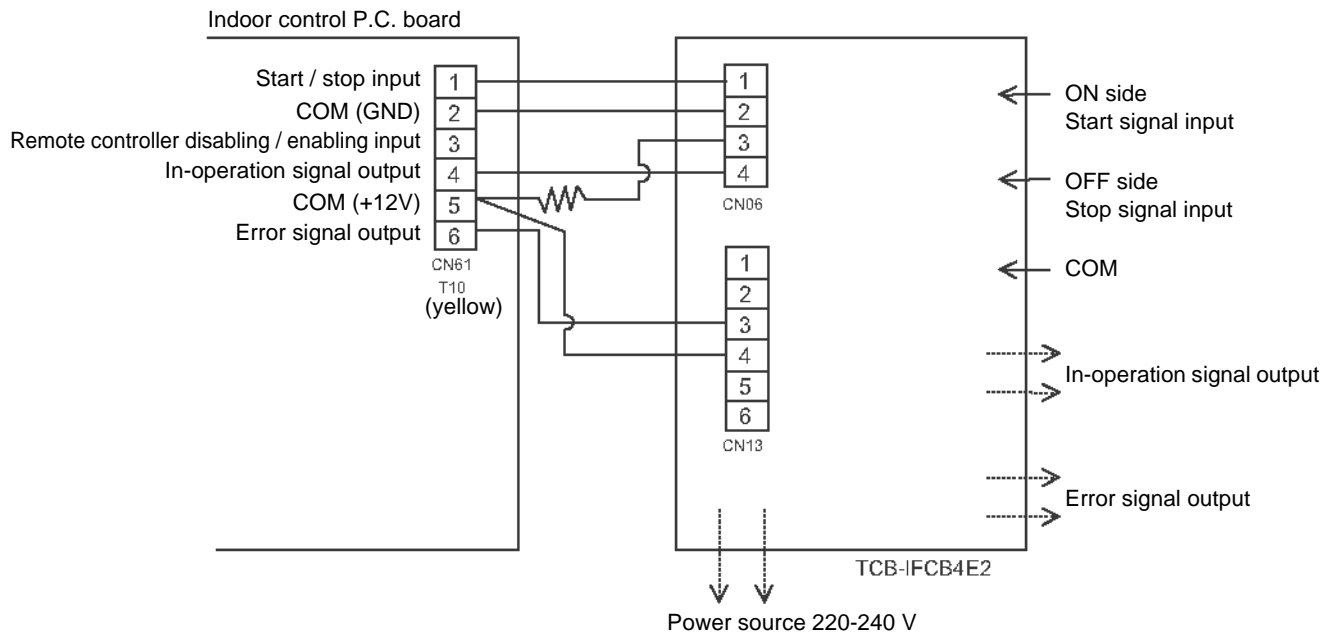 Indoor control P.C. board
Start / stop input
COM (GND)
Remote controller disabling / enabling input
In-operation signal output
COM (+12V)
Error signal output
1
2
3
4
5
6
CN61
T10
(yellow)
1
2
3
4
CN06
1
2
3
4
5
6
CN13
ON side
Start signal input
OFF side
Stop signal input
COM
In-operation signal output
Error signal output
TCB-IFCB4E2
Power source 220-240 V